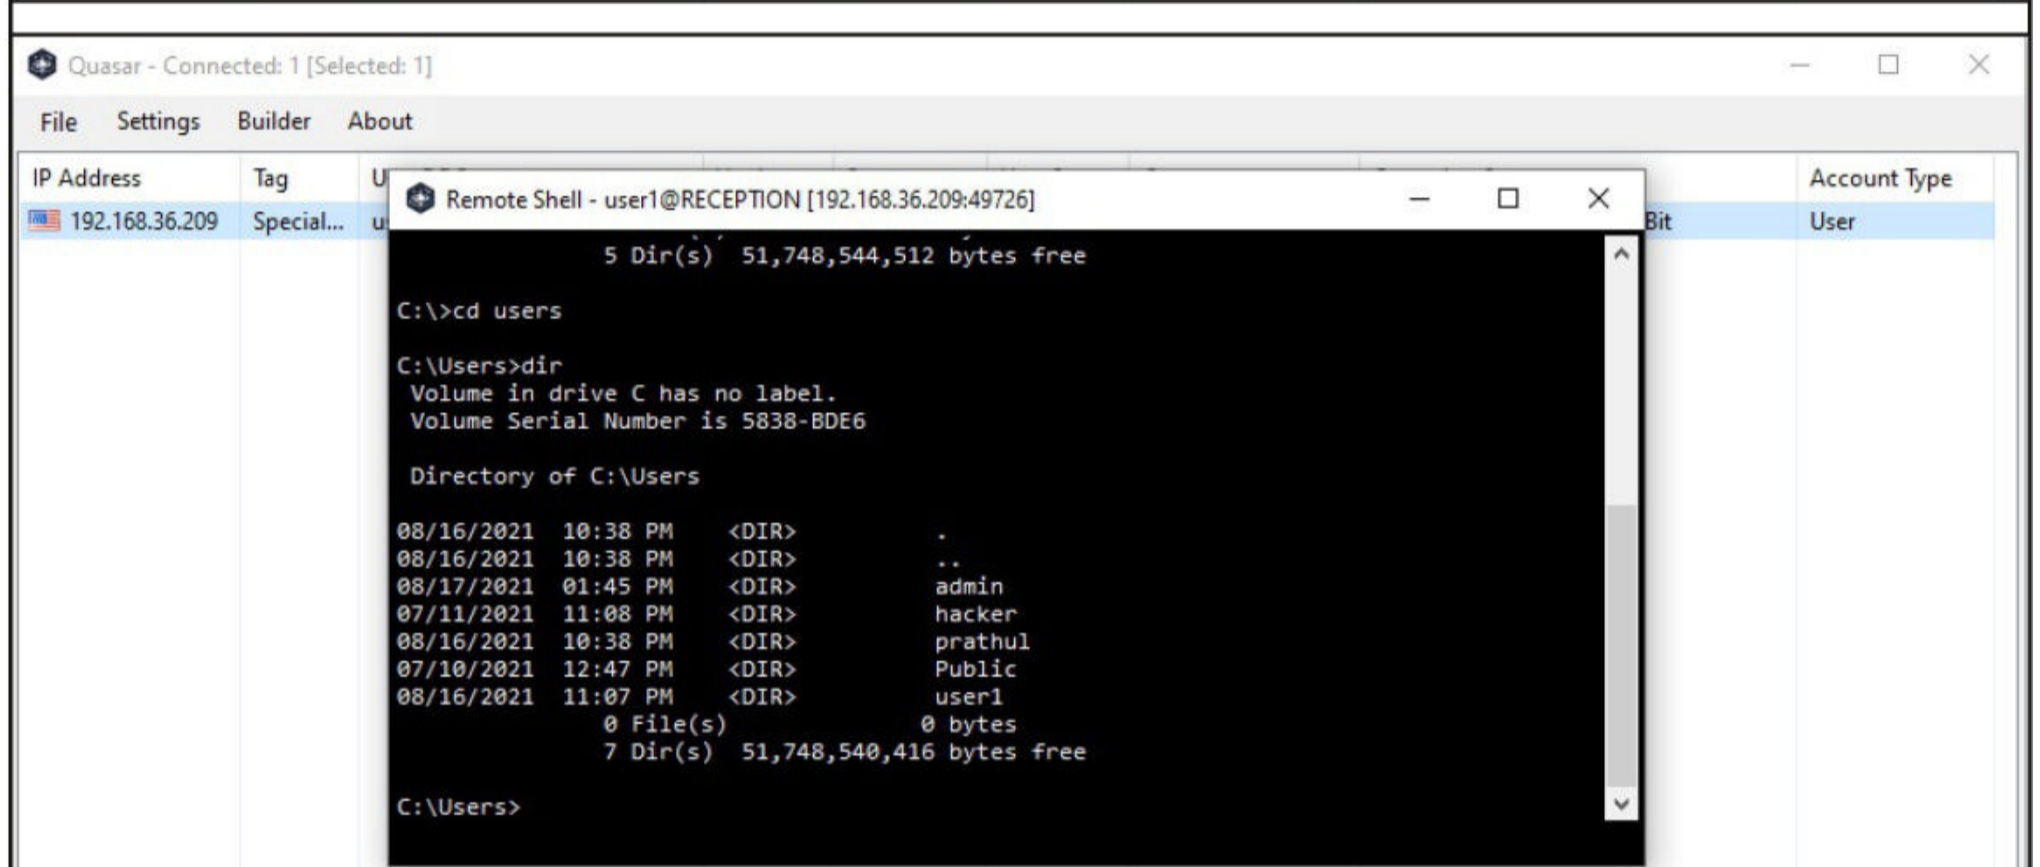 Quasar - Connected: 1 [Selected: 1]
File Settings Builder About
IP Address Tag Account Type
192.168.36.209 Special... Bit User
Remote Shell - user1@RECEPTION [192.168.36.209:49726]
5 Dir(s) 51,748,544,512 bytes free
C:\>cd users
C:\Users>dir
Volume in drive C has no label.
Volume Serial Number is 5838-BDE6
Directory of C:\Users
08/16/2021 10:38 PM <DIR> .
08/16/2021 10:38 PM <DIR> ..
08/17/2021 01:45 PM <DIR> admin
07/11/2021 11:08 PM <DIR> hacker
08/16/2021 10:38 PM <DIR> prathul
07/10/2021 12:47 PM <DIR> Public
08/16/2021 11:07 PM <DIR> user1
0 File(s) 0 bytes
7 Dir(s) 51,748,540,416 bytes free
C:\Users>